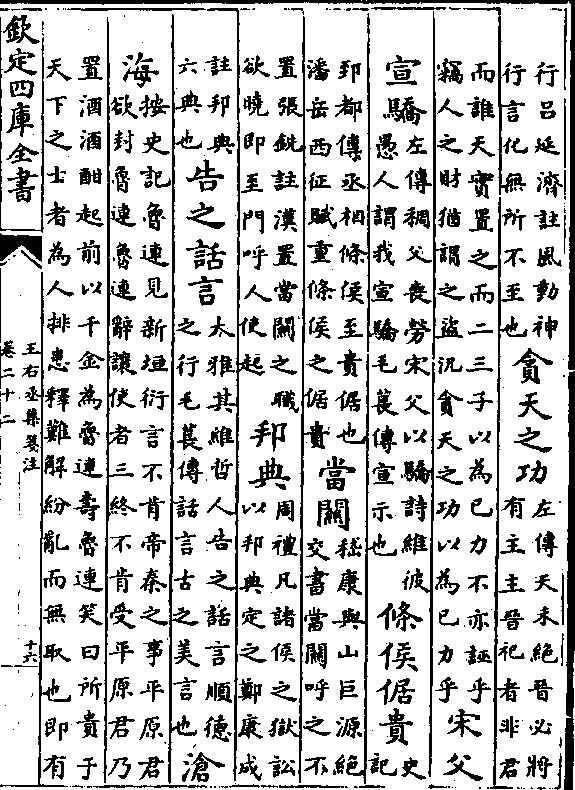 行呂延濟註風動神行言化無所不至也貪天之功左傳天未絕晉必將有主主晉祀者非君
而誰天實置之而二三子以為已力不亦誣乎竊人之財猶謂之盜況貪天之功以為已力乎宋父
宣驕左傳稠父喪勞宋父以驕詩維彼愚人謂我宣驕毛萇傳宣示也條侯倨貴史記
郅都傳丞相條侯至貴倨也潘岳西征賦重條侯之倨貴當關嵇康與山巨源絕交書當關呼之不
置張銑註漢置當關之職欲曉即至門呼人使起邦典周禮凡諸侯之獄訟以邦典定之鄭康成
註邦典六典也告之話言太雅其維哲人告之話言順德之行毛萇傳話言古之美言也滄
海按史記魯連見新垣衍言不肯帝秦之事平原君欲封魯連魯連辭讓使者三終不肯受平原君乃
置酒酒酣起前以千金為魯連壽魯連笑曰所貴于天下之士者為人排患釋難解紛亂而無取也即有
欽定四庫全書
王右丞集箋注
卷二十二
十六